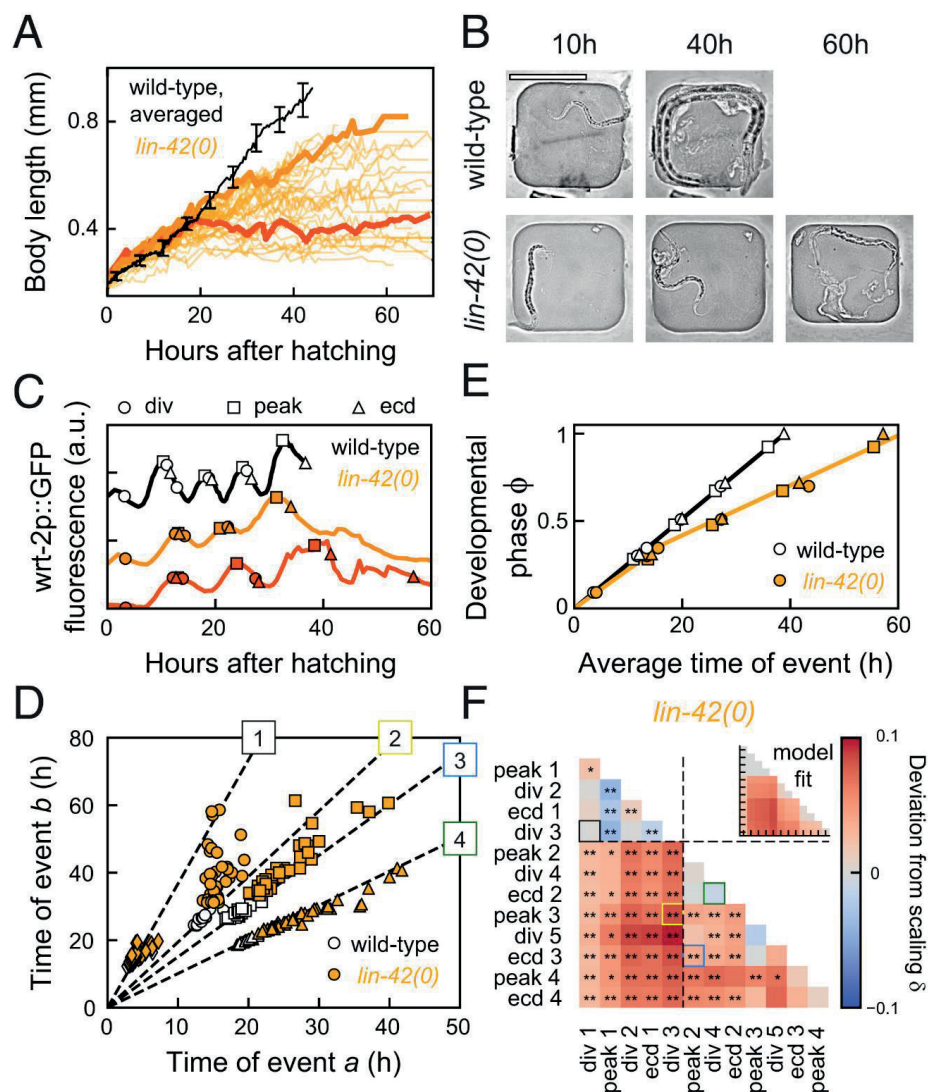 A
Body length (mm)
0.8
0.4
wild-type,
averaged
lin-42(0)
0 20 40 60
Hours after hatching
B
10h 40h 60h
wild-type
lin-42(0)
C
div peak ecd
wrt-2p::GFP
fluorescence (a.u.)
wild-type
lin-42(0)
0 20 40 60
Hours after hatching
E
Developmental
phase ϕ
1
0.5
0
wild-type
lin-42(0)
0 20 40 60
Average time of event (h)
D
Time of event b (h)
80
60
40
20
0
1
2
3
4
wild-type
lin-42(0)
0 10 20 30 40 50
Time of event a (h)
F
lin-42(0)
model
fit
0.1
0
−0.1
Deviation from scaling δ
peak 1 *
div 2 **
ecd 1 ** **
div 3 ** **
peak 2 ** * ** ** **
div 4 ** ** ** **
ecd 2 ** * ** ** **
peak 3 ** ** ** ** ** ** ** **
div 5 ** * ** ** ** ** ** **
ecd 3 ** ** ** ** ** ** ** **
peak 4 ** * ** ** ** ** ** ** * *
ecd 4 ** ** ** ** ** ** ** **
div 1
peak 1
div 2
ecd 1
div 3
peak 2
div 4
ecd 2
peak 3
div 5
ecd 3
peak 4